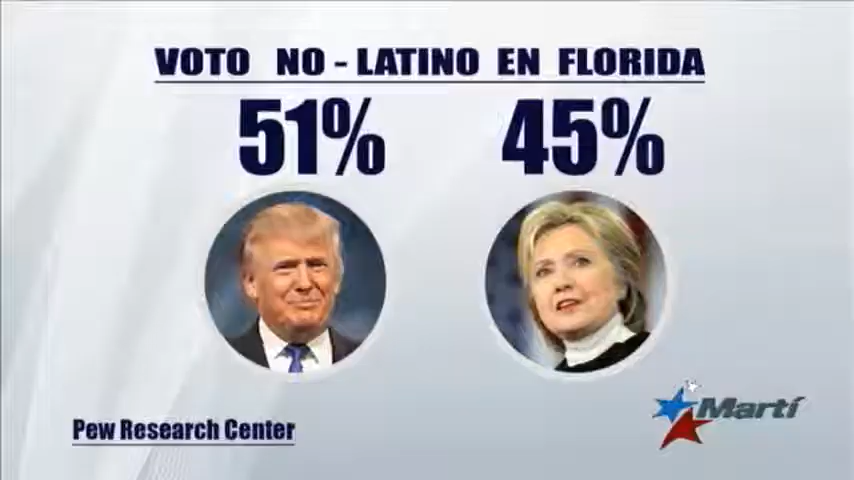 VOTO NO - LATINO EN FLORIDA
51% 45%
Pew Research Center
Martí